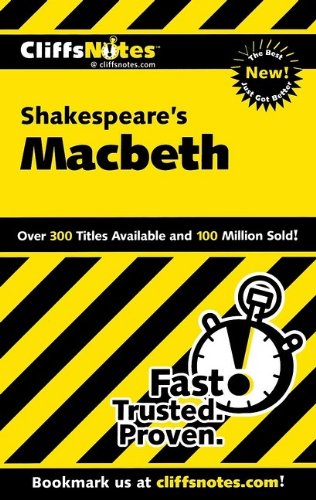 CliffsNotes™
@ cliffsnotes.com
The Best
New!
Just Got Better
Shakespeare's
Macbeth
Over 300 Titles Available and 100 Million Sold!
Fast.
Trusted.
Proven.
Bookmark us at cliffsnotes.com!